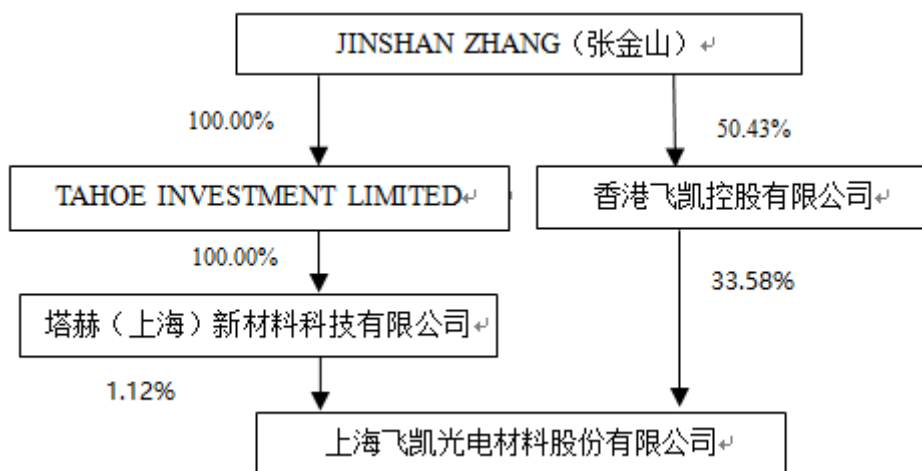 JINSHAN ZHANG（张金山）
100.00%
50.43%
TAHOE INVESTMENT LIMITED
香港飞凯控股有限公司
100.00%
33.58%
塔赫（上海）新材料科技有限公司
1.12%
上海飞凯光电材料股份有限公司